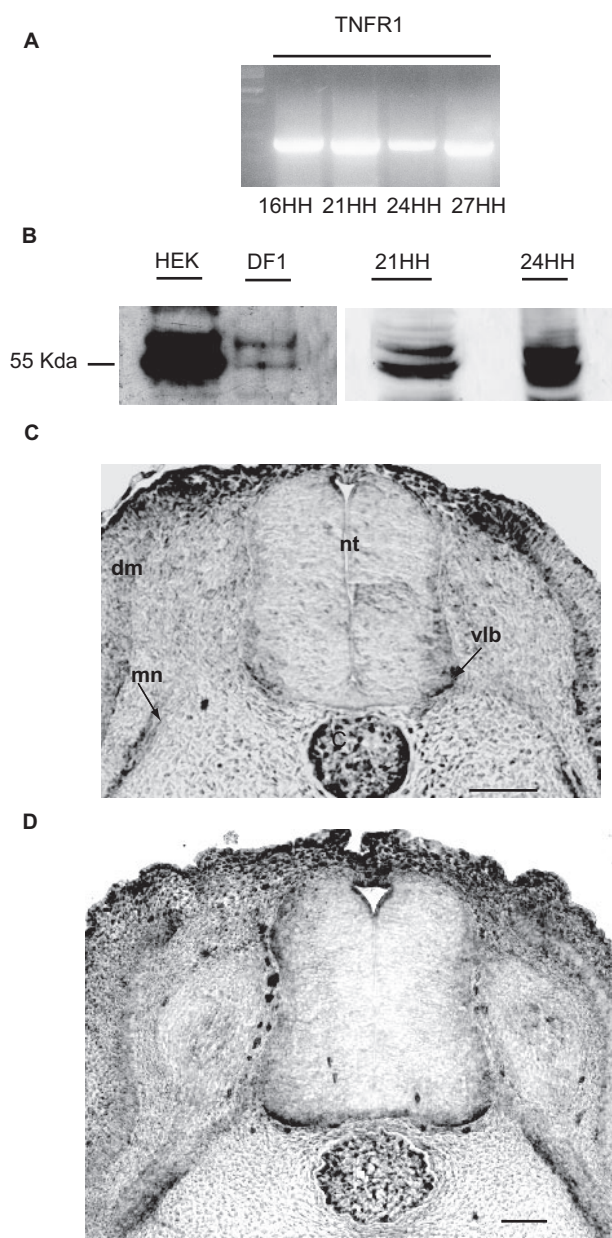 A
TNFR1
16HH 21HH 24HH 27HH
B
HEK DF1 21HH 24HH
55 Kda
C
nt
dm
vlb
mn
C
D